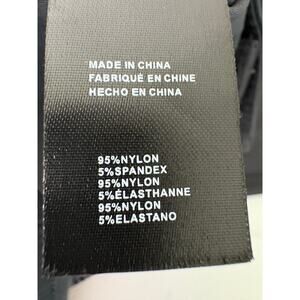 MADE IN CHINA
FABRIQUÉ EN CHINE
HECHO EN CHINA
95%NYLON
5%SPANDEX
95%NYLON
5%ÉLASTHANNE
95%NYLON
5%ELASTANO